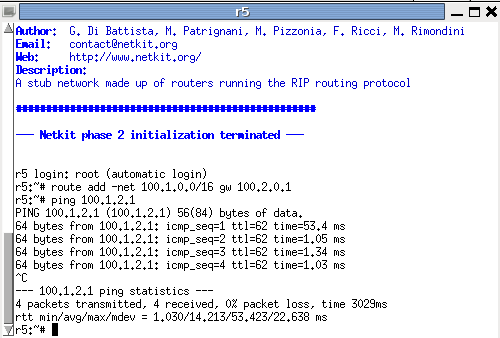 r5
Author: G. Di Battista, M. Patrignani, M. Pizzonia, F. Ricci, M. Rimondini
Email: contact@netkit.org
Web: http://www.netkit.org/
Description:
A stub network made up of routers running the RIP routing protocol
##################################################
--- Netkit phase 2 initialization terminated ---
r5 login: root (automatic login)
r5:~# route add -net 100.1.0.0/16 gw 100.2.0.1
r5:~# ping 100.1.2.1
PING 100.1.2.1 (100.1.2.1) 56(84) bytes of data.
64 bytes from 100.1.2.1: icmp_seq=1 ttl=62 time=53.4 ms
64 bytes from 100.1.2.1: icmp_seq=2 ttl=62 time=1.05 ms
64 bytes from 100.1.2.1: icmp_seq=3 ttl=62 time=1.34 ms
64 bytes from 100.1.2.1: icmp_seq=4 ttl=62 time=1.03 ms
^C
--- 100.1.2.1 ping statistics ---
4 packets transmitted, 4 received, 0% packet loss, time 3029ms
rtt min/avg/max/mdev = 1.030/14.213/53.423/22.638 ms
r5:~#